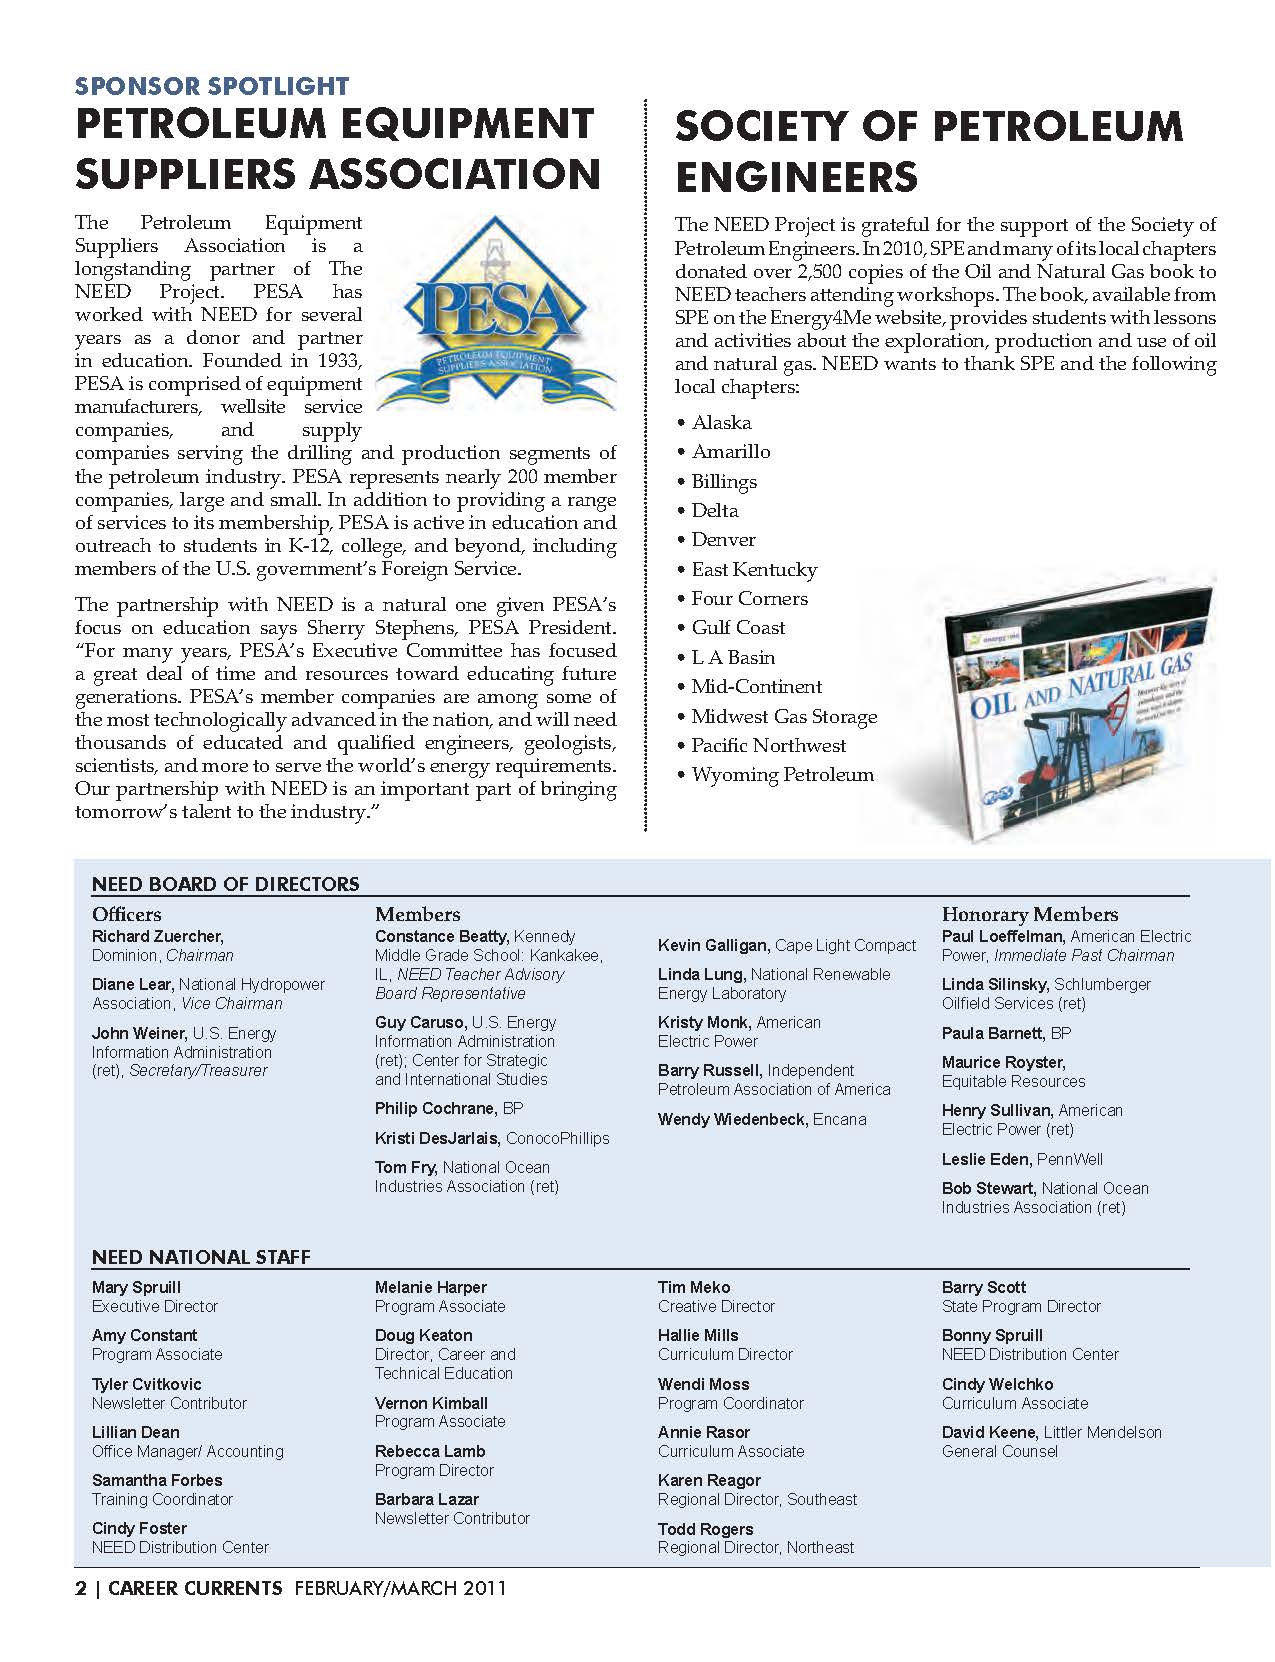 SPONSOR SPOTLIGHT
PETROLEUM EQUIPMENT
SUPPLIERS ASSOCIATION
The Petroleum Equipment
Suppliers Association is a
longstanding partner of The
NEED Project. PESA has
worked with NEED for several
years as a donor and partner
in education. Founded in 1933,
PESA is comprised of equipment
manufacturers, wellsite service
companies, and supply
companies serving the drilling and production segments of
the petroleum industry. PESA represents nearly 200 member
companies, large and small. In addition to providing a range
of services to its membership, PESA is active in education and
outreach to students in K-12, college, and beyond, including
members of the U.S. government's Foreign Service.
PESA
PETROLEUM EQUIPMENT
SUPPLIERS ASSOCIATION
The partnership with NEED is a natural one given PESA's
focus on education says Sherry Stephens, PESA President.
"For many years, PESA's Executive Committee has focused
a great deal of time and resources toward educating future
generations. PESA's member companies are among some of
the most technologically advanced in the nation, and will need
thousands of educated and qualified engineers, geologists,
scientists, and more to serve the world's energy requirements.
Our partnership with NEED is an important part of bringing
tomorrow's talent to the industry."
SOCIETY OF PETROLEUM
ENGINEERS
The NEED Project is grateful for the support of the Society of
Petroleum Engineers. In 2010, SPE and many of its local chapters
donated over 2,500 copies of the Oil and Natural Gas book to
NEED teachers attending workshops. The book, available from
SPE on the Energy4Me website, provides students with lessons
and activities about the exploration, production and use of oil
and natural gas. NEED wants to thank SPE and the following
local chapters:
• Alaska
• Amarillo
• Billings
• Delta
• Denver
• East Kentucky
• Four Corners
• Gulf Coast
• L A Basin
• Mid-Continent
• Midwest Gas Storage
• Pacific Northwest
• Wyoming Petroleum
OIL AND NATURAL GAS
NEED BOARD OF DIRECTORS
Officers
Richard Zuercher,
Dominion, Chairman
Diane Lear, National Hydropower
Association, Vice Chairman
John Weiner, U.S. Energy
Information Administration
(ret), Secretary/Treasurer
Members
Constance Beatty, Kennedy
Middle Grade School: Kankakee,
IL, NEED Teacher Advisory
Board Representative
Guy Caruso, U.S. Energy
Information Administration
(ret); Center for Strategic
and International Studies
Philip Cochrane, BP
Kristi DesJarlais, ConocoPhillips
Tom Fry, National Ocean
Industries Association (ret)
Kevin Galligan, Cape Light Compact
Linda Lung, National Renewable
Energy Laboratory
Kristy Monk, American
Electric Power
Barry Russell, Independent
Petroleum Association of America
Wendy Wiedenbeck, Encana
Honorary Members
Paul Loeffelman, American Electric
Power, Immediate Past Chairman
Linda Silinsky, Schlumberger
Oilfield Services (ret)
Paula Barnett, BP
Maurice Royster,
Equitable Resources
Henry Sullivan, American
Electric Power (ret)
Leslie Eden, PennWell
Bob Stewart, National Ocean
Industries Association (ret)
NEED NATIONAL STAFF
Mary Spruill
Executive Director
Amy Constant
Program Associate
Tyler Cvitkovic
Newsletter Contributor
Lillian Dean
Office Manager/ Accounting
Samantha Forbes
Training Coordinator
Cindy Foster
NEED Distribution Center
Melanie Harper
Program Associate
Doug Keaton
Director, Career and
Technical Education
Vernon Kimball
Program Associate
Rebecca Lamb
Program Director
Barbara Lazar
Newsletter Contributor
Tim Meko
Creative Director
Hallie Mills
Curriculum Director
Wendi Moss
Program Coordinator
Annie Rasor
Curriculum Associate
Karen Reagor
Regional Director, Southeast
Todd Rogers
Regional Director, Northeast
Barry Scott
State Program Director
Bonny Spruill
NEED Distribution Center
Cindy Welchko
Curriculum Associate
David Keene, Littler Mendelson
General Counsel
2 | CAREER CURRENTS FEBRUARY/MARCH 2011